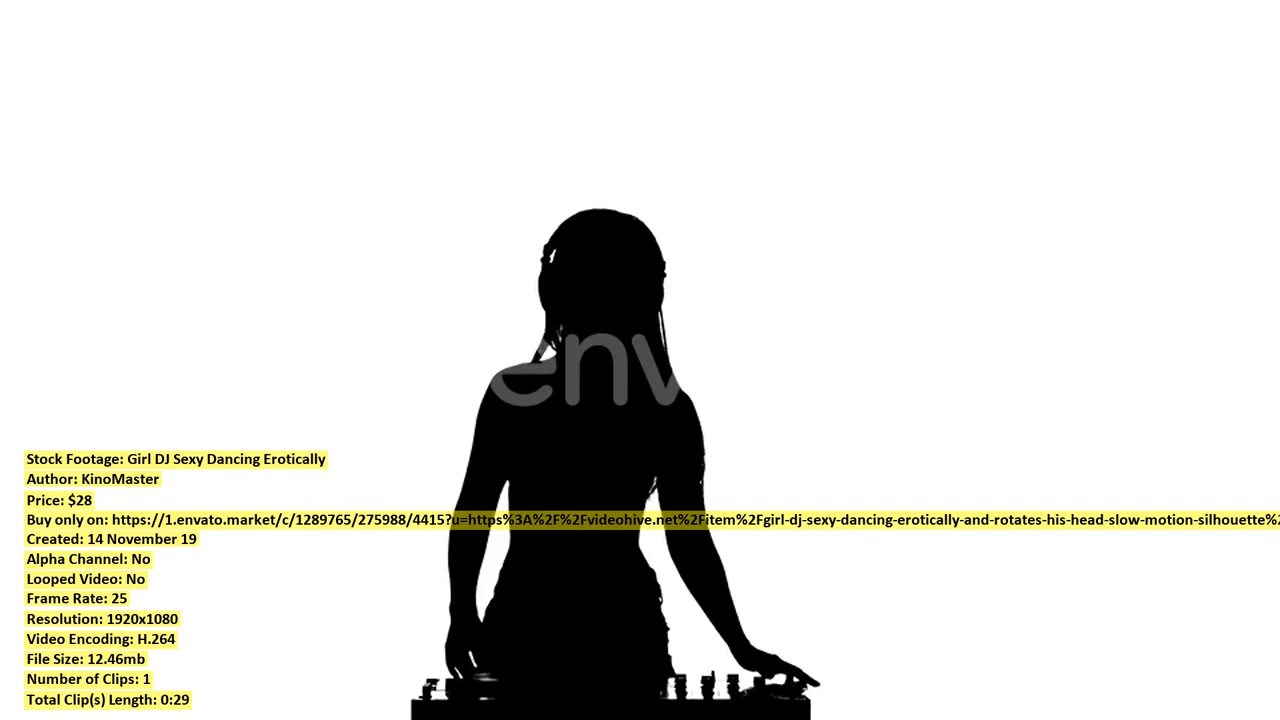 env
Stock Footage: Girl DJ Sexy Dancing Erotically
Author: KinoMaster
Price: $28
Buy only on: https://1.envato.market/c/1289765/275988/4415?u=https%3A%2F%2Fvideohive.net%2Fitem%2Fgirl-dj-sexy-dancing-erotically-and-rotates-his-head-slow-motion-silhouette%2
Created: 14 November 19
Alpha Channel: No
Looped Video: No
Frame Rate: 25
Resolution: 1920x1080
Video Encoding: H.264
File Size: 12.46mb
Number of Clips: 1
Total Clip(s) Length: 0:29